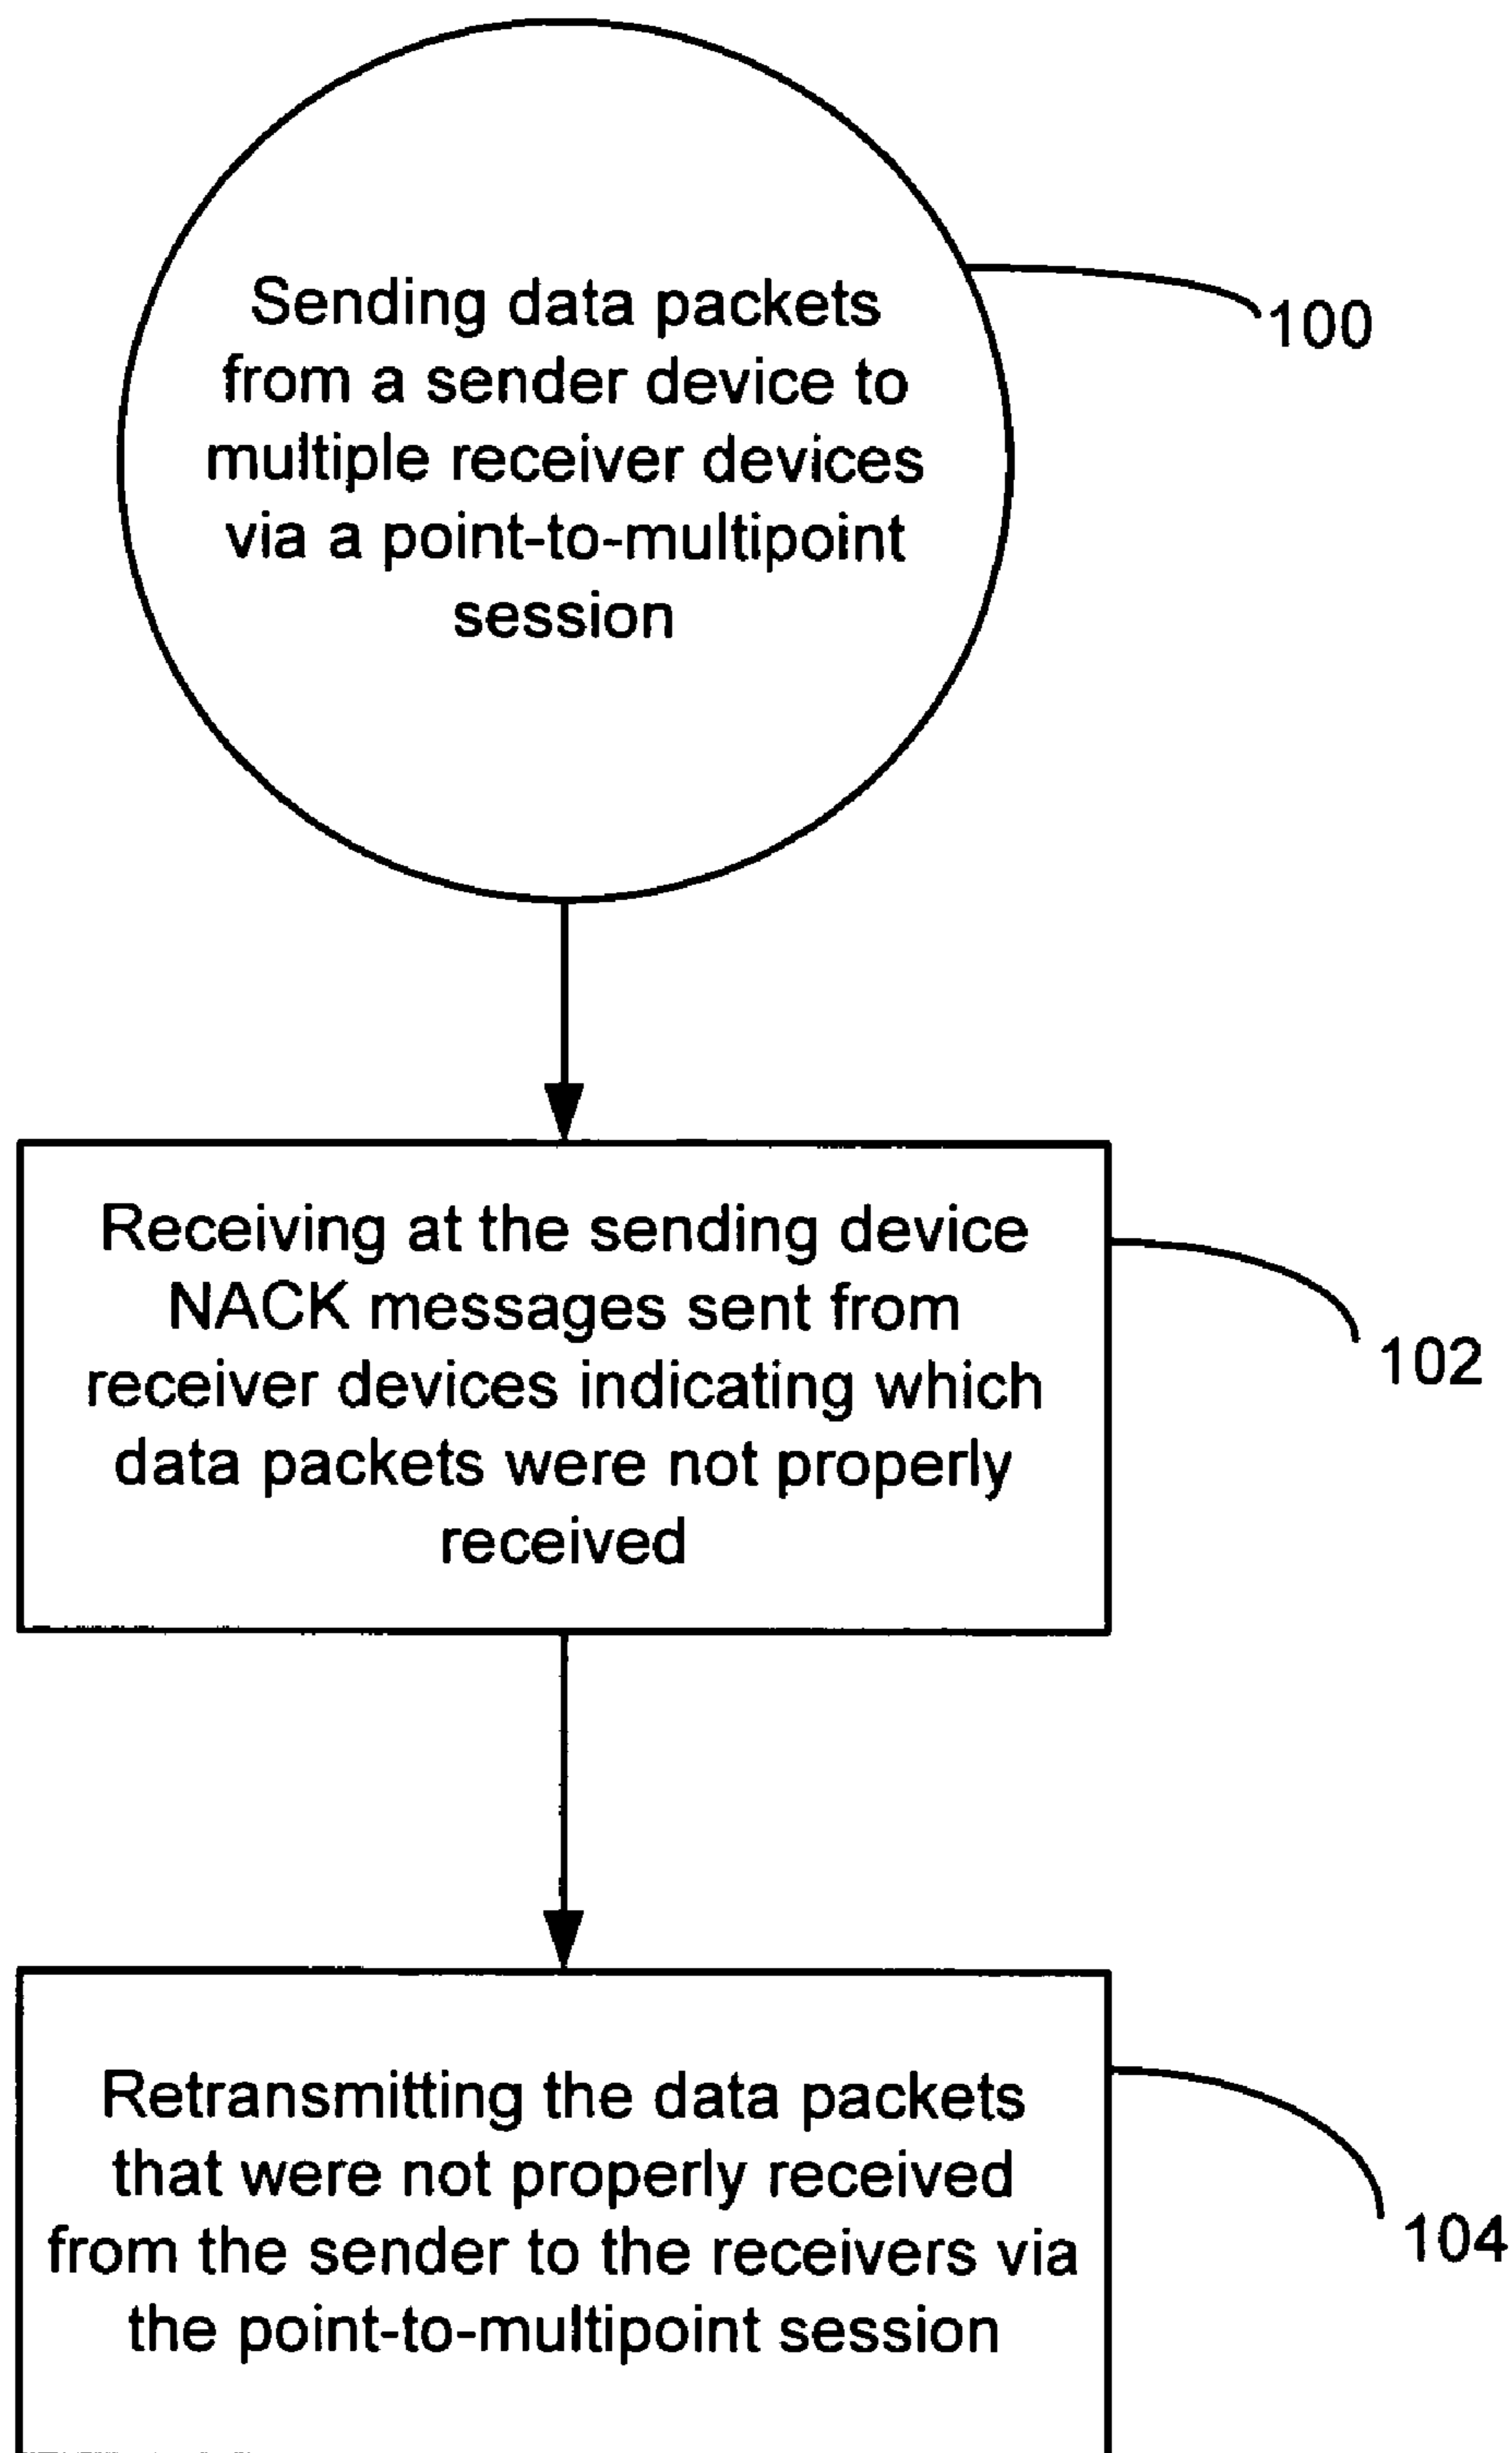 Sending data packets
from a sender device to
multiple receiver devices
via a point-to-multipoint
session
100
Receiving at the sending device
NACK messages sent from
receiver devices indicating which
data packets were not properly
received
102
Retransmitting the data packets
that were not properly received
from the sender to the receivers via
the point-to-multipoint session
104